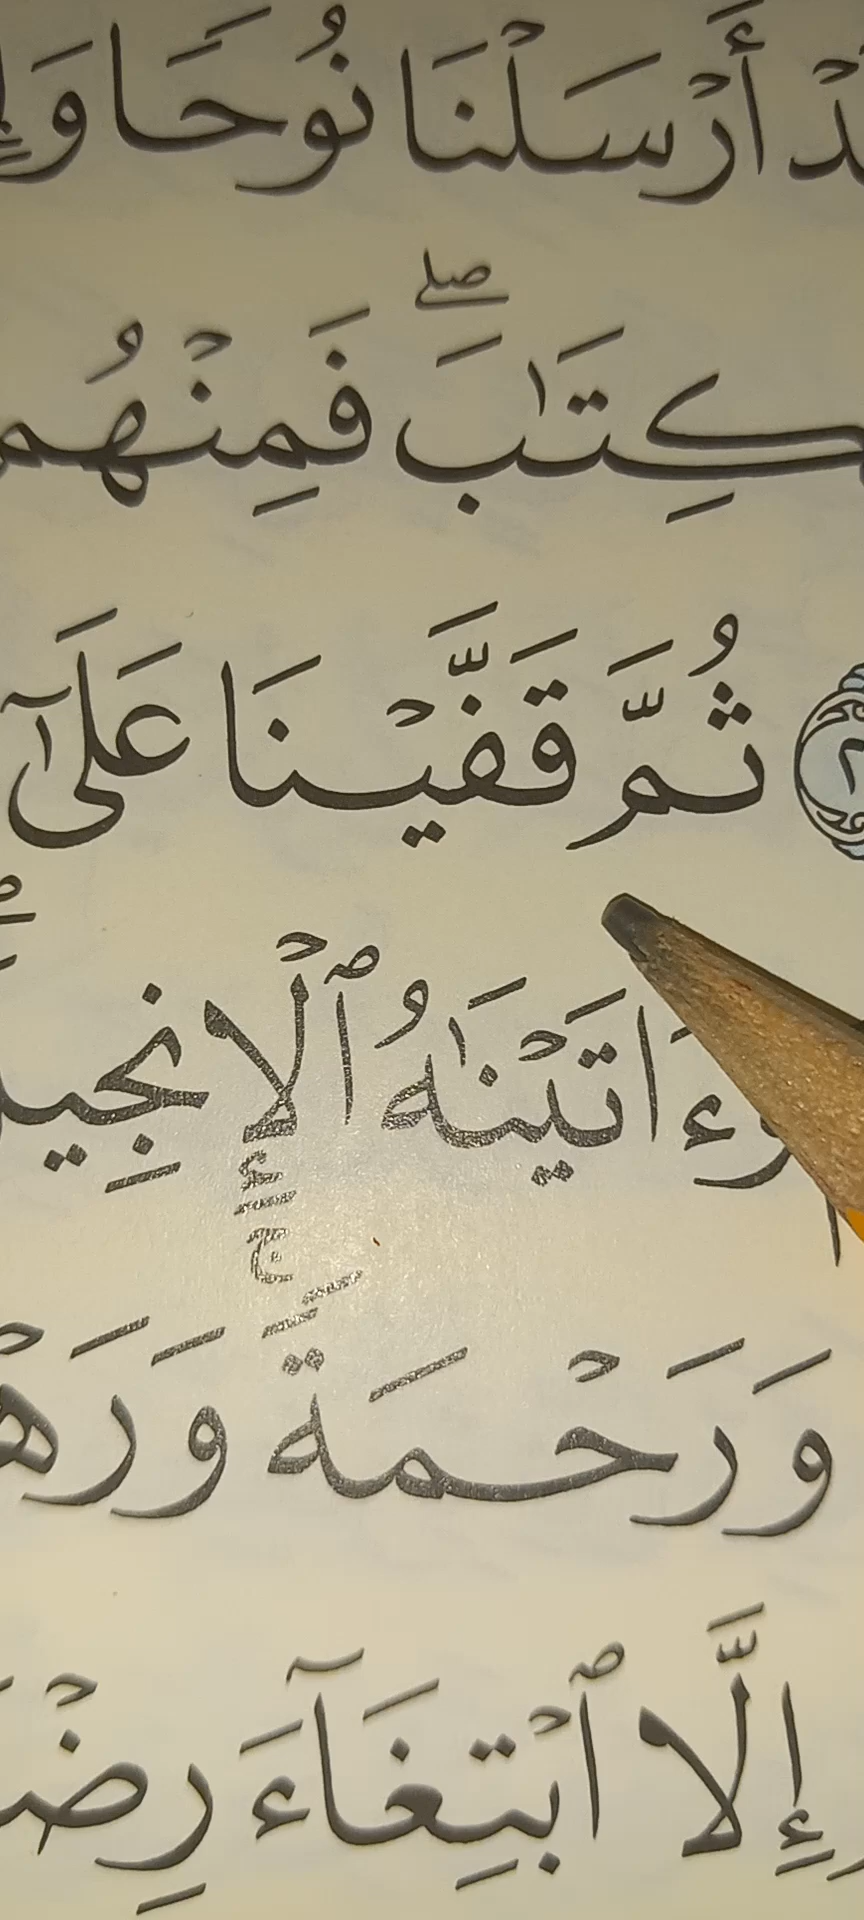 أَرْسَلْنَا نُوحًا
كِتَٰبَ ۖ فَمِنْهُم
ثُمَّ قَفَّيْنَا عَلَىٰٓ
وَءَاتَيْنَٰهُ ٱلْإِنجِيلَ
وَرَحْمَةً
إِلَّا ٱبْتِغَآءَ